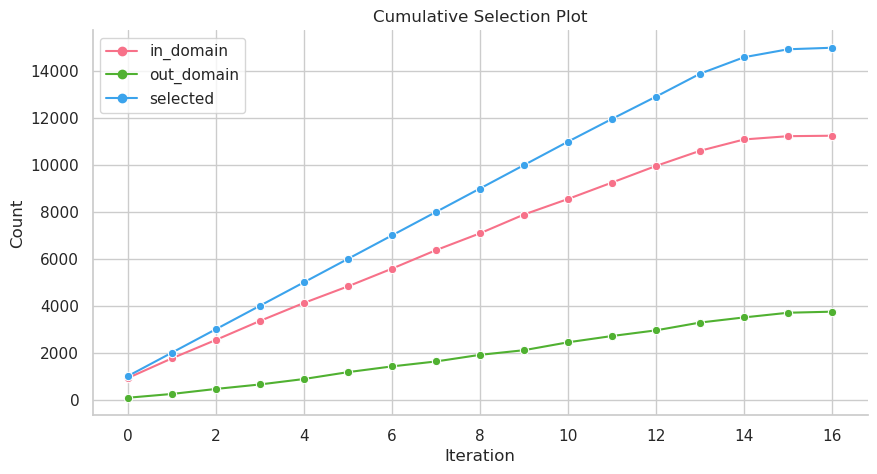 Cumulative Selection Plot
in_domain
out_domain
selected
14000
12000
10000
8000
6000
4000
2000
0
Count
0 2 4 6 8 10 12 14 16
Iteration